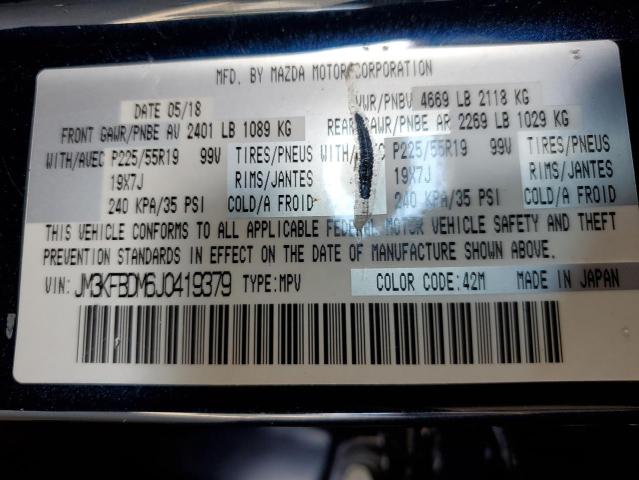 MFD. BY MAZDA MOTOR CORPORATION
DATE 05/18 VWR/PNBV 4669 LB 2118 KG
FRONT GAWR/PNBE AV 2401 LB 1089 KG REAR GAWR/PNBE AR 2269 LB 1029 KG
WITH/AVEC P225/55R19 99V TIRES/PNEUS WITH/AVEC P225/55R19 99V TIRES/PNEUS
19X7J RIMS/JANTES 19X7J RIMS/JANTES
240 KPA/35 PSI COLD/A FROID 240 KPA/35 PSI COLD/A FROID
THIS VEHICLE CONFORMS TO ALL APPLICABLE FEDERAL MOTOR VEHICLE SAFETY AND THEFT
PREVENTION STANDARDS IN EFFECT ON THE DATE OF MANUFACTURE SHOWN ABOVE.
VIN: JM3KFBDM6J0419379 TYPE:MPV COLOR CODE:42M MADE IN JAPAN